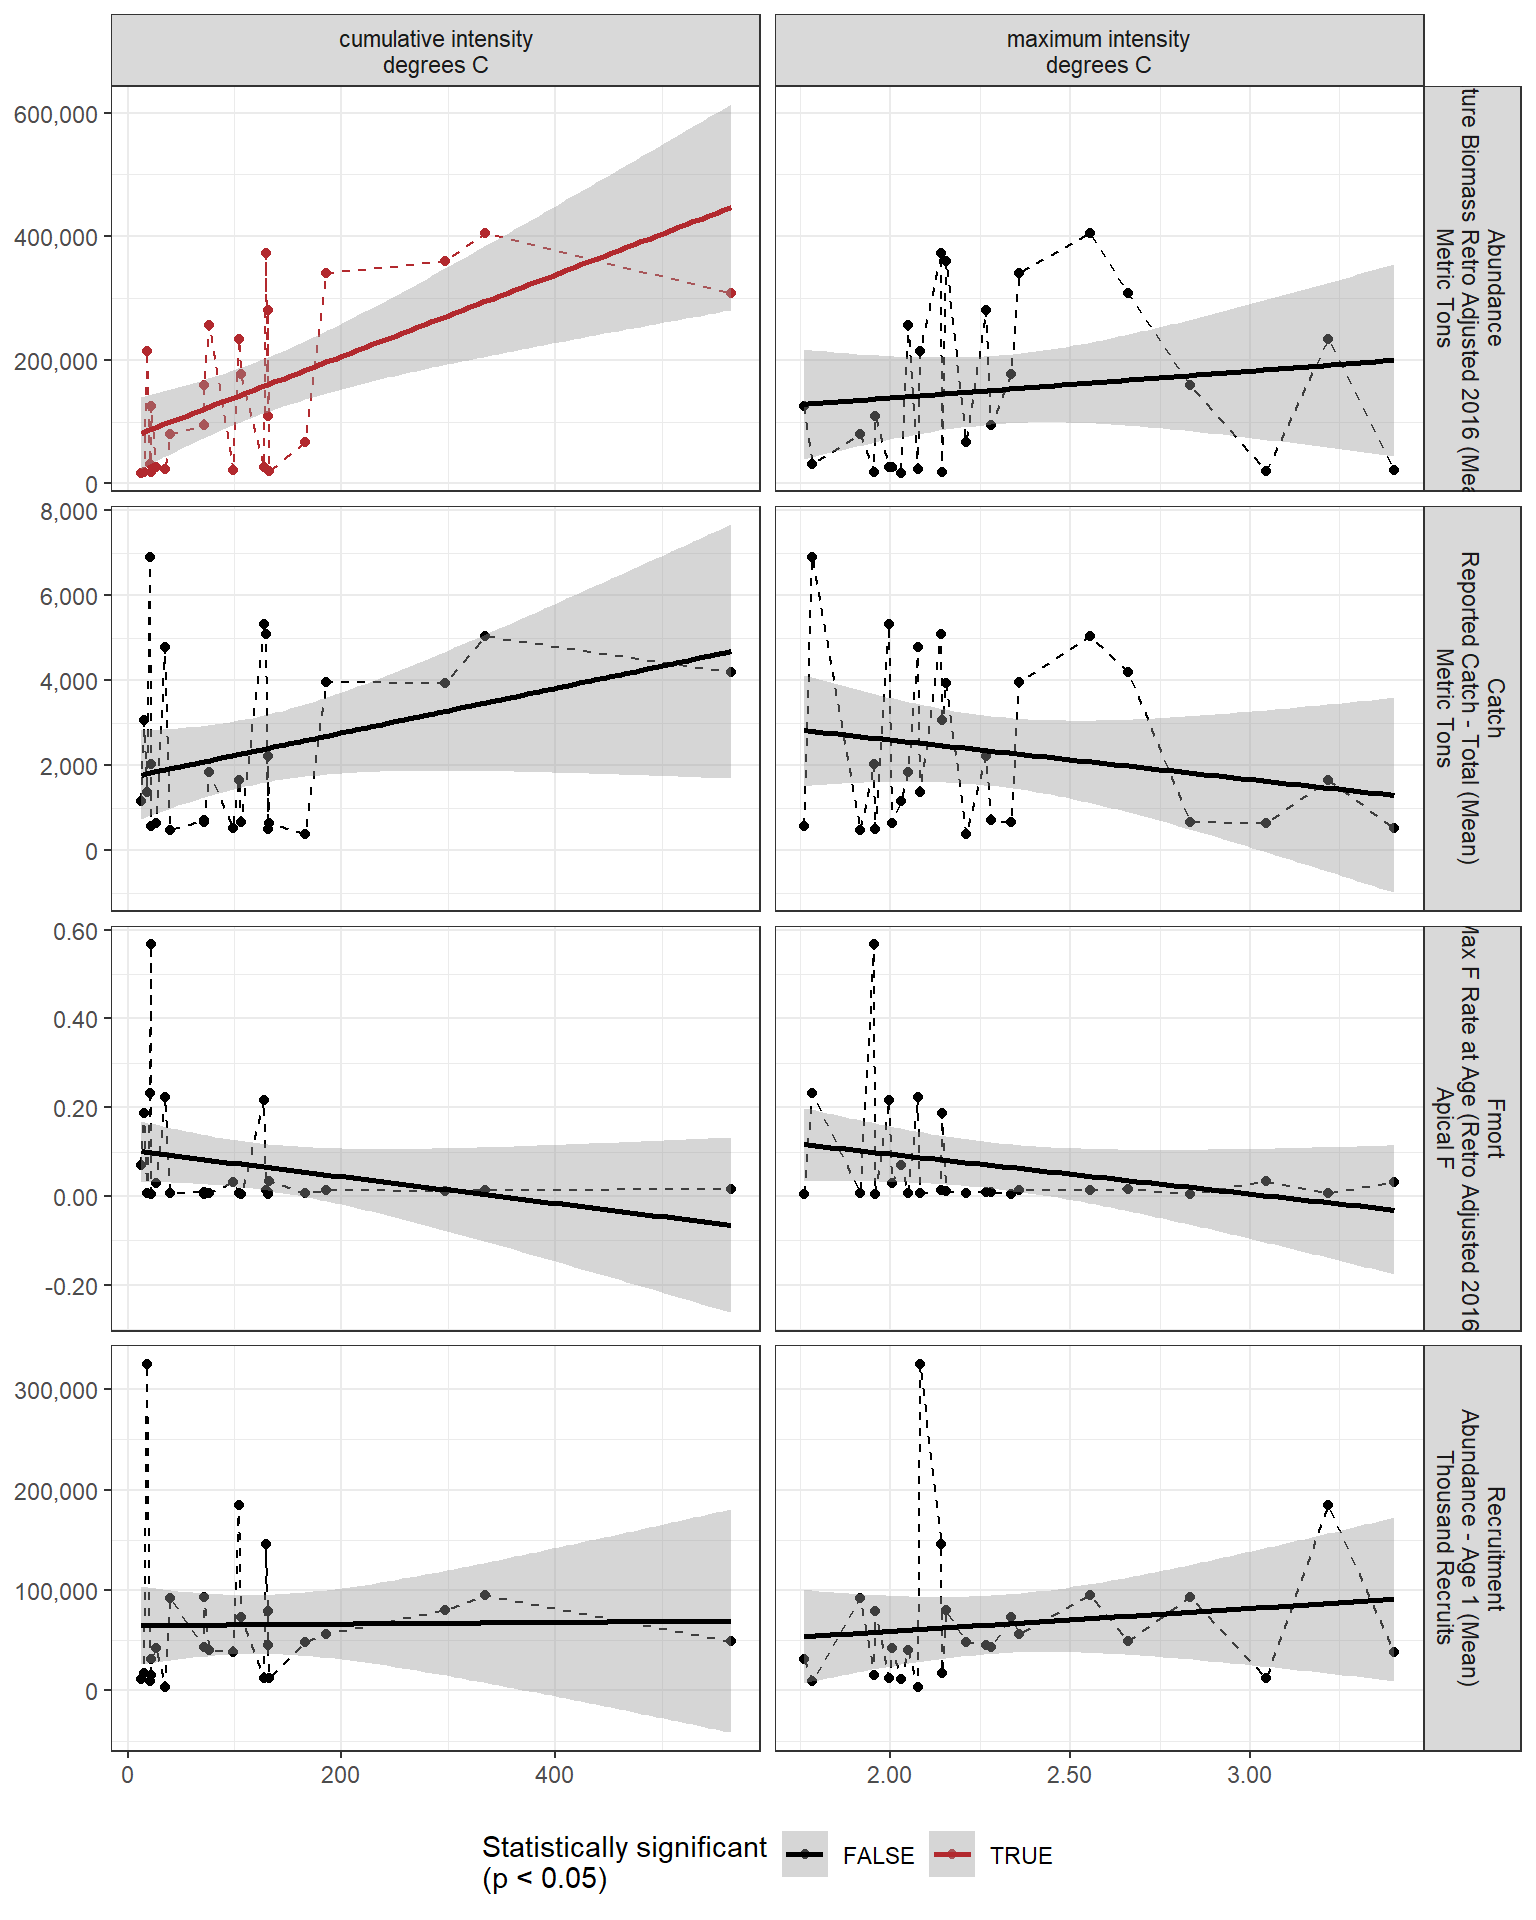 cumulative intensity
degrees C
maximum intensity
degrees C
600,000
400,000
200,000
0
Abundance
ture Biomass Retro Adjusted 2016 (Mea
Metric Tons
8,000
6,000
4,000
2,000
0
Catch
Reported Catch - Total (Mean)
Metric Tons
0.60
0.40
0.20
0.00
-0.20
Fmort
Max F Rate at Age (Retro Adjusted 2016
Apical F
300,000
200,000
100,000
0
Recruitment
Abundance - Age 1 (Mean)
Thousand Recruits
0
200
400
2.00
2.50
3.00
Statistically significant
(p < 0.05)
FALSE
TRUE